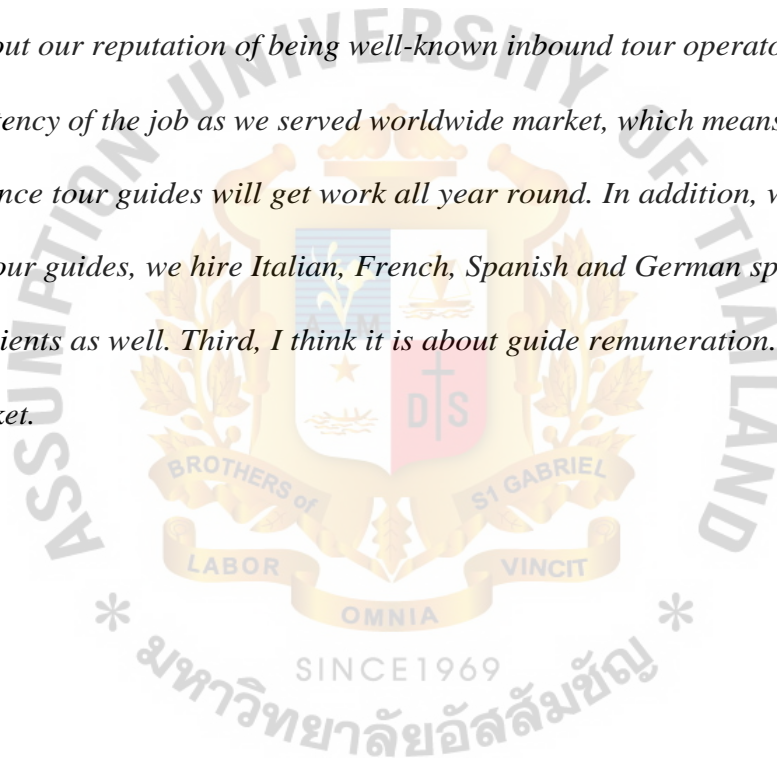 out our reputation of being well-known inbound tour operato
tency of the job as we served worldwide market, which means
nce tour guides will get work all year round. In addition, w
our guides, we hire Italian, French, Spanish and German sp
ients as well. Third, I think it is about guide remuneration.
ket.
ASSUMPTION UNIVERSITY OF THAILAND
A M
D S
BROTHERS of ST GABRIEL
LABOR VINCIT
OMNIA
* *
SINCE1969
มหาวิทยาลัยอัสสัมชัญ